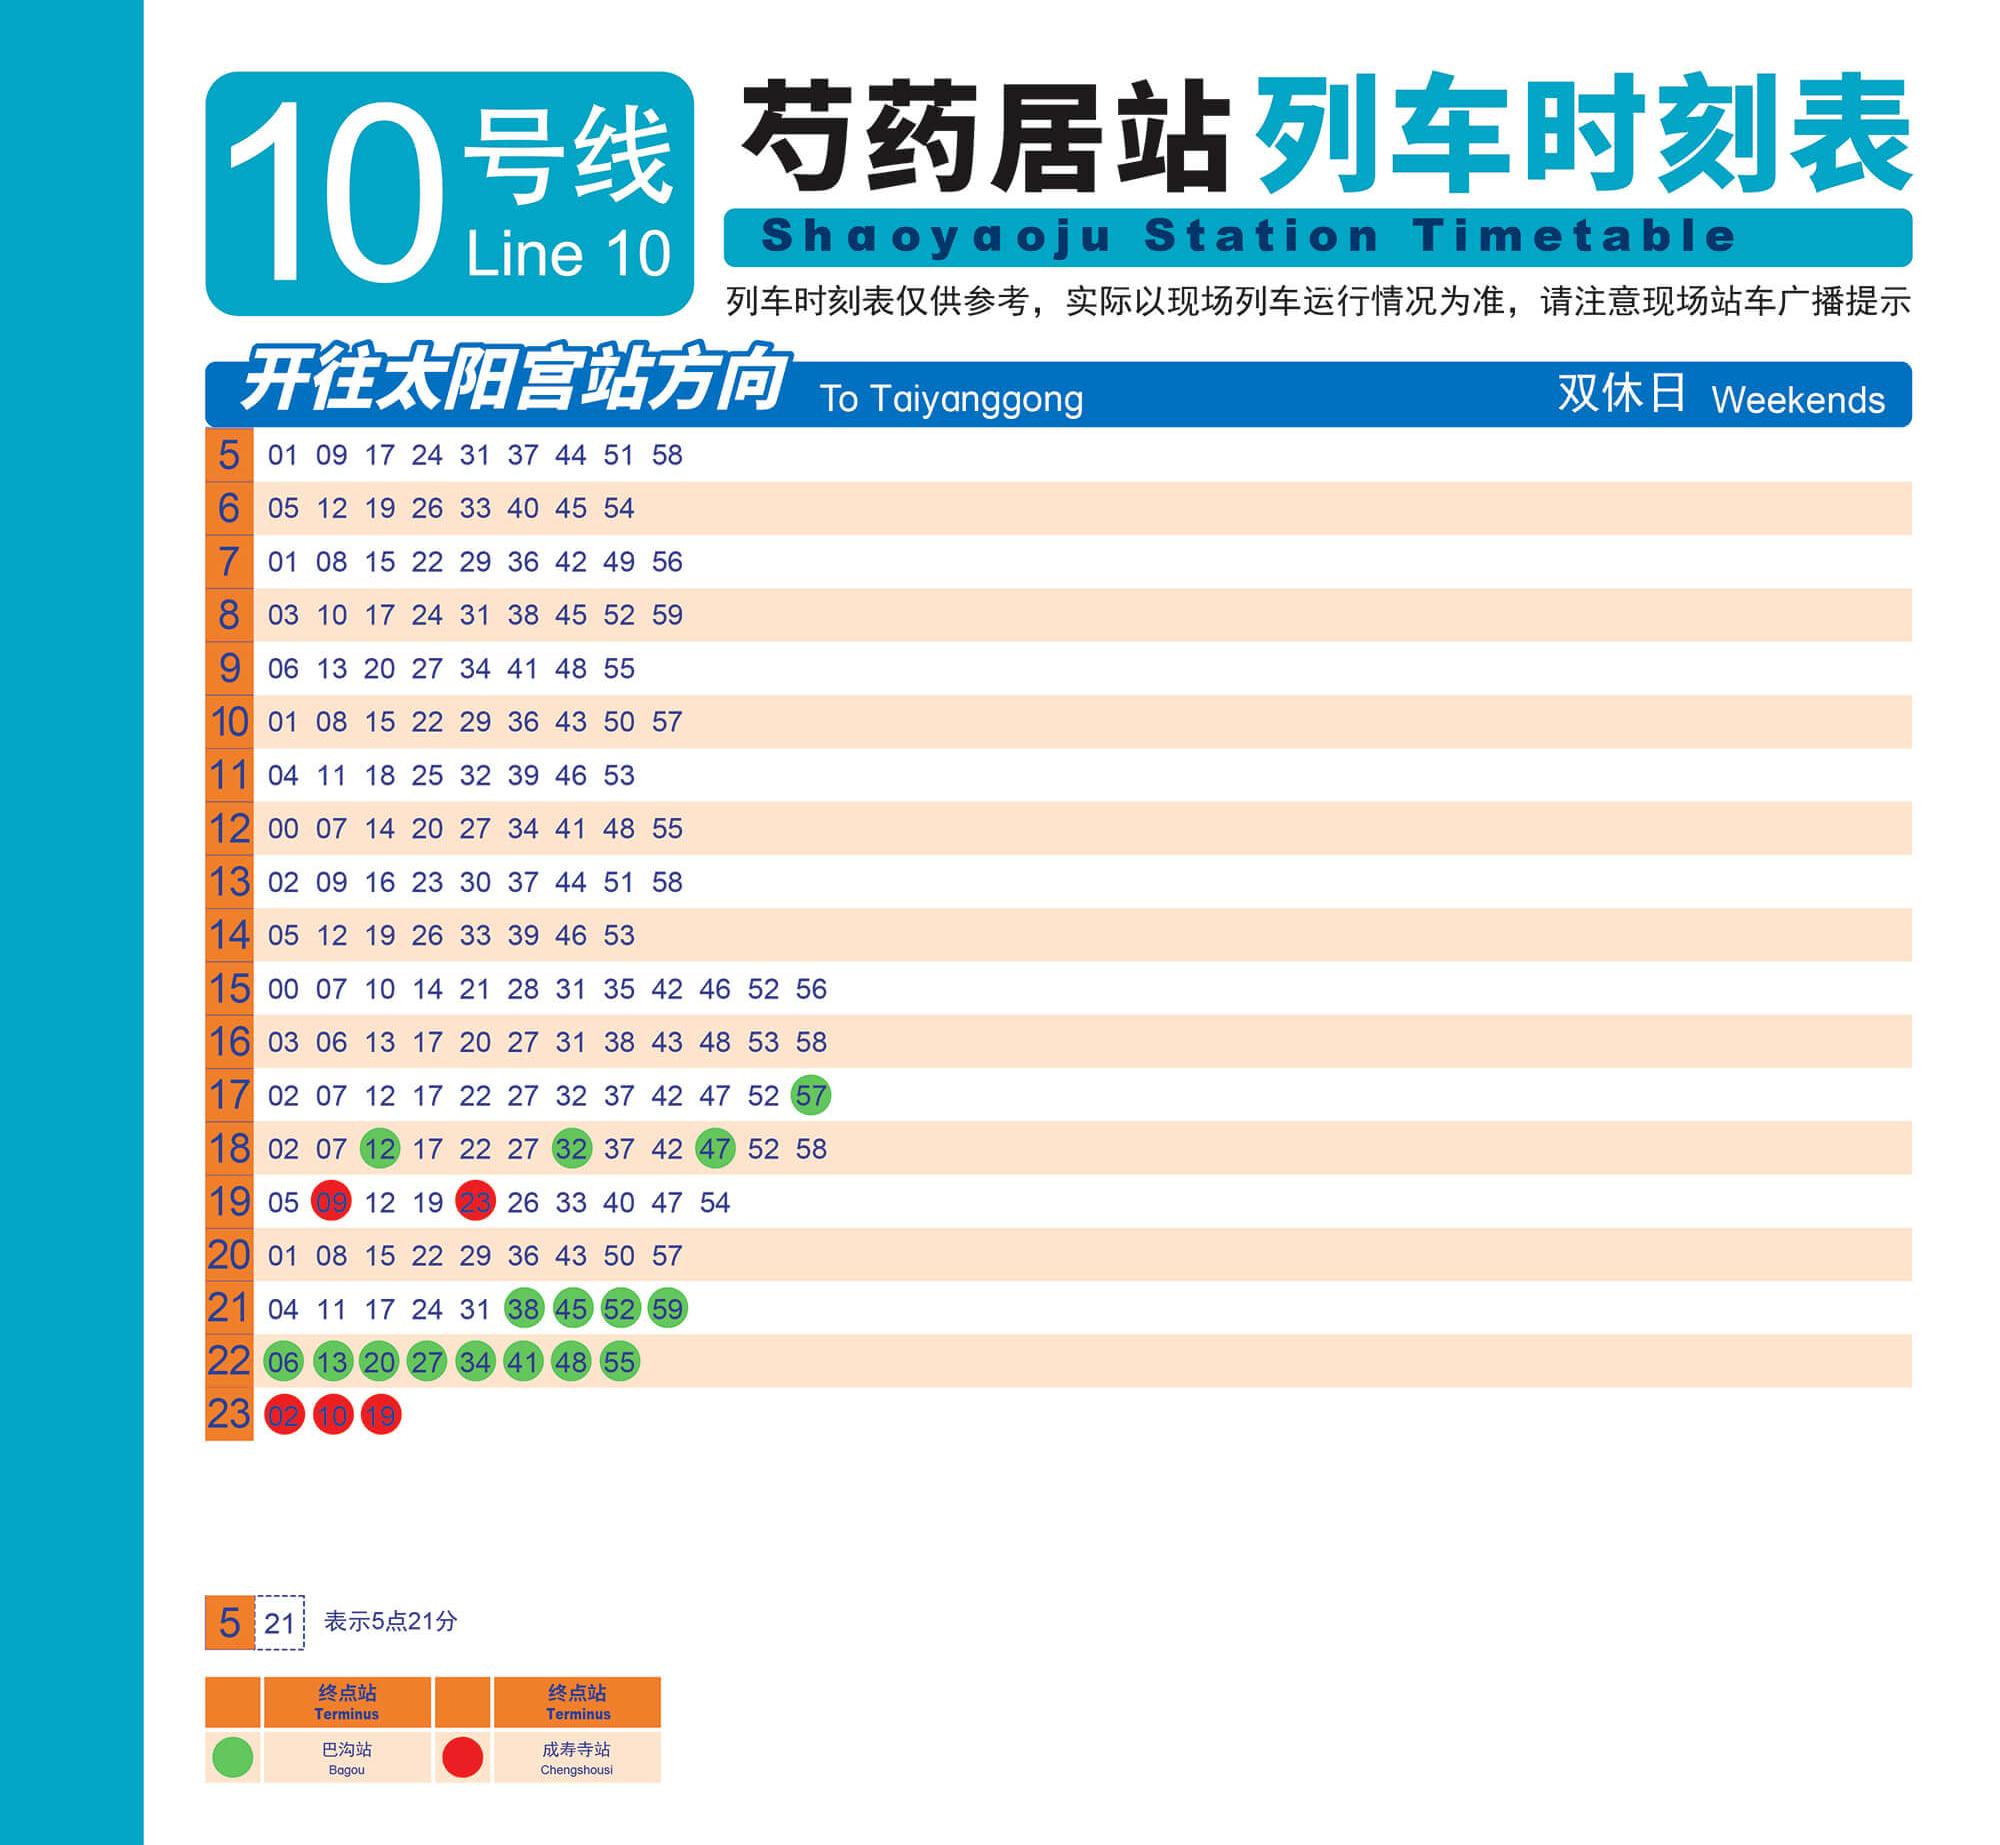 10号线
Line 10
芍药居站列车时刻表
Shaoyaoju Station Timetable
列车时刻表仅供参考，实际以现场列车运行情况为准，请注意现场站车广播提示
开往太阳宫站方向 To Taiyanggong 双休日 Weekends
5 01 09 17 24 31 37 44 51 58
6 05 12 19 26 33 40 45 54
7 01 08 15 22 29 36 42 49 56
8 03 10 17 24 31 38 45 52 59
9 06 13 20 27 34 41 48 55
10 01 08 15 22 29 36 43 50 57
11 04 11 18 25 32 39 46 53
12 00 07 14 20 27 34 41 48 55
13 02 09 16 23 30 37 44 51 58
14 05 12 19 26 33 39 46 53
15 00 07 10 14 21 28 31 35 42 46 52 56
16 03 06 13 17 20 27 31 38 43 48 53 58
17 02 07 12 17 22 27 32 37 42 47 52 57
18 02 07 12 17 22 27 32 37 42 47 52 58
19 05 09 12 19 23 26 33 40 47 54
20 01 08 15 22 29 36 43 50 57
21 04 11 17 24 31 38 45 52 59
22 06 13 20 27 34 41 48 55
23 02 10 19
5 21 表示5点21分
终点站 终点站
Terminus Terminus
巴沟站 成寿寺站
Bagou Chengshousi